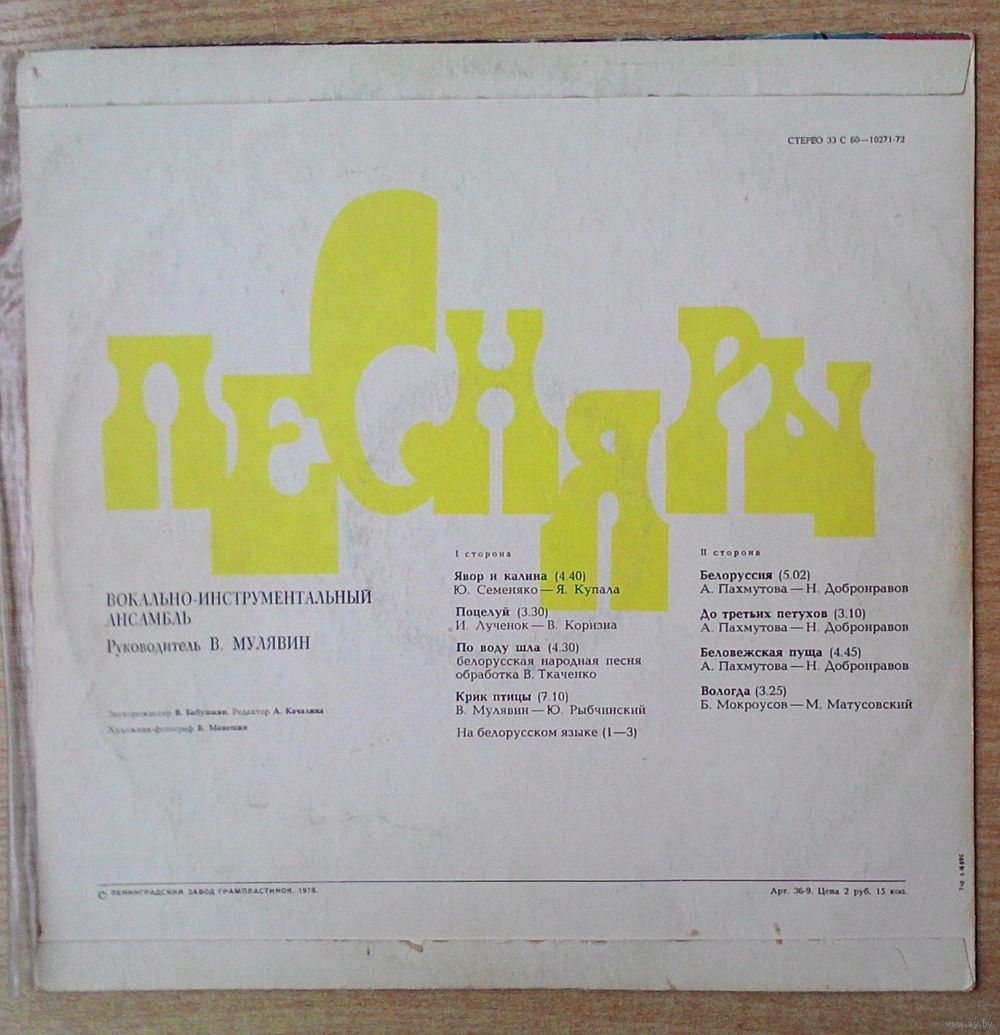 СТЕРЕО 33 С 60—10271-72
ПЕСНЯРЫ
ВОКАЛЬНО-ИНСТРУМЕНТАЛЬНЫЙ
АНСАМБЛЬ
Руководитель В. МУЛЯВИН
Звукорежиссер В. Бабушкин. Редактор А. Качалина
Художник-фотограф В. Манешин
I сторона
Явор и калина (4.40)
Ю. Семеняко — Я. Купала
Поцелуй (3.30)
И. Лученок — В. Коризна
По воду шла (4.30)
белорусская народная песня
обработка В. Ткаченко
Крик птицы (7.10)
В. Мулявин — Ю. Рыбчинский
На белорусском языке (1—3)
II сторона
Белоруссия (5.02)
А. Пахмутова — Н. Добронравов
До третьих петухов (3.10)
А. Пахмутова — Н. Добронравов
Беловежская пуща (4.45)
А. Пахмутова — Н. Добронравов
Вологда (3.25)
Б. Мокроусов — М. Матусовский
© ЛЕНИНГРАДСКИЙ ЗАВОД ГРАМПЛАСТИНОК, 1978.
Арт. 36-9. Цена 2 руб. 15 коп.
www.ay.by